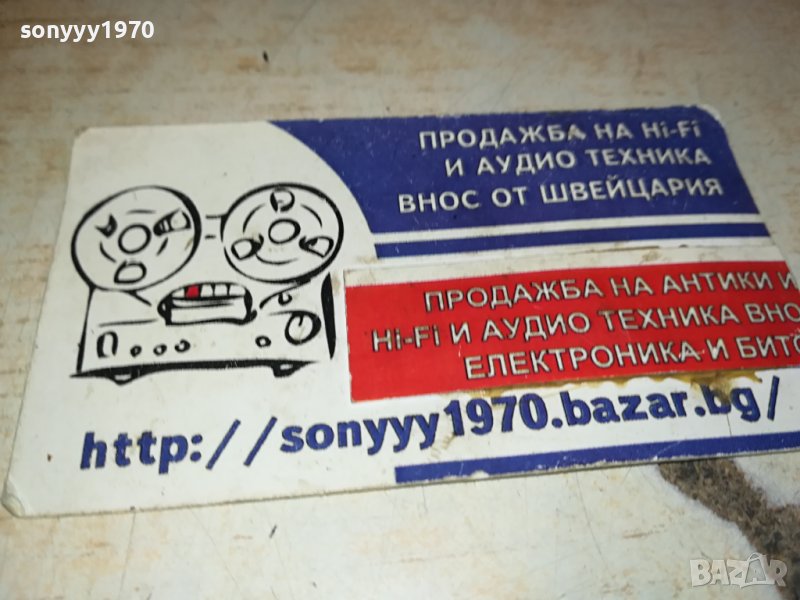 sonyyy1970
ПРОДАЖБА НА Hi-Fi
И АУДИО ТЕХНИКА
ВНОС ОТ ШВЕЙЦАРИЯ
ПРОДАЖБА НА АНТИКИ И
Hi-Fi И АУДИО ТЕХНИКА ВНО
ЕЛЕКТРОНИКА И БИТО
http://sonyyy1970.bazar.bg/
BAZAR